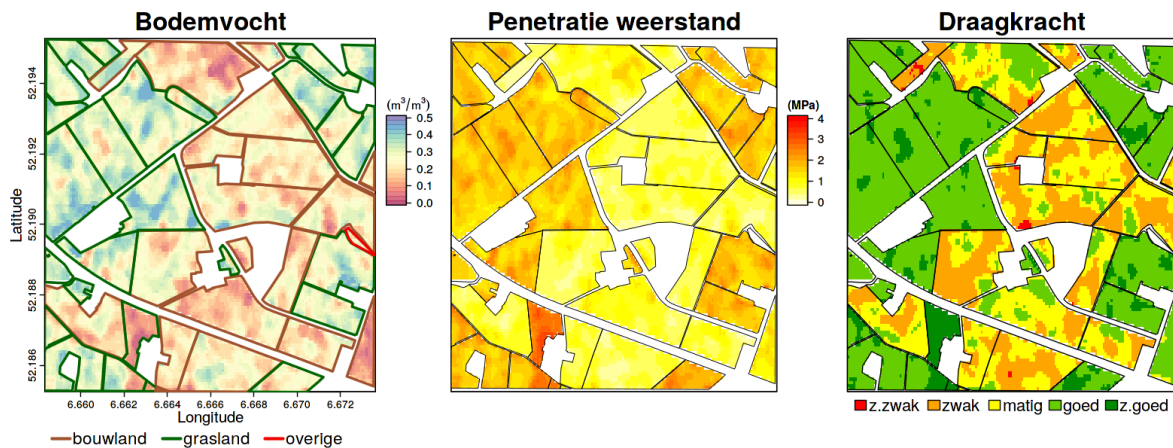 Bodemvocht
Penetratie weerstand
Draagkracht
Latitude
52.194
52.192
52.190
52.188
52.186
6.660 6.662 6.664 6.666 6.668 6.670 6.672
Longitude
bouwland grasland overige
(m³/m³)
0.5
0.4
0.3
0.2
0.1
0.0
(MPa)
4
3
2
1
0
z.zwak zwak matig goed z.goed